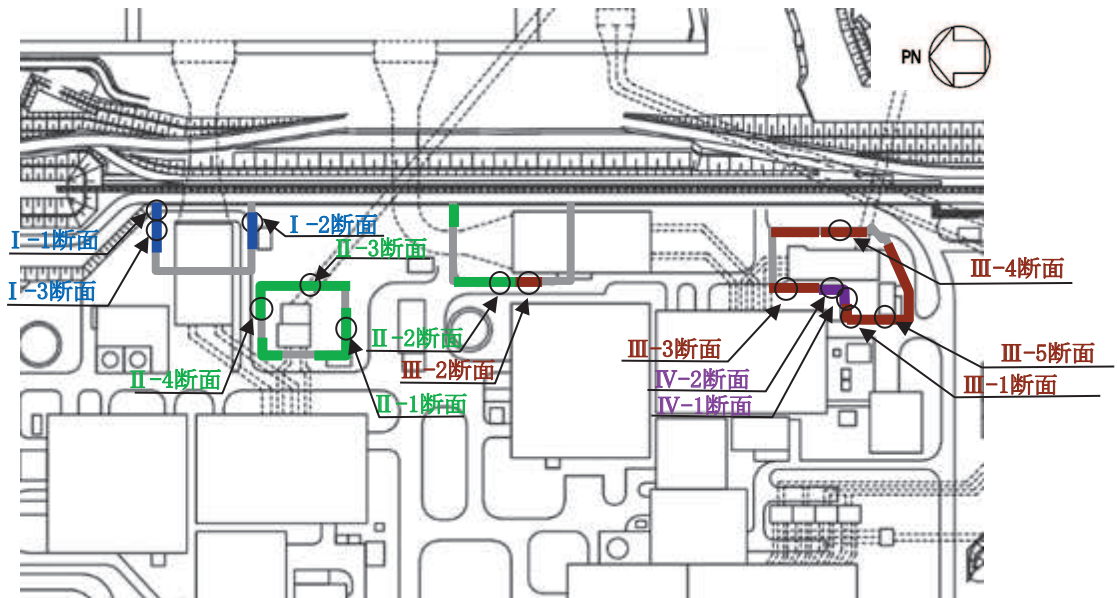 PN
Ⅰ-1断面
Ⅰ-2断面
Ⅱ-3断面
Ⅲ-4断面
Ⅰ-3断面
Ⅱ-2断面
Ⅲ-3断面
Ⅲ-5断面
Ⅲ-2断面
Ⅱ-4断面
Ⅳ-2断面
Ⅲ-1断面
Ⅱ-1断面
Ⅳ-1断面